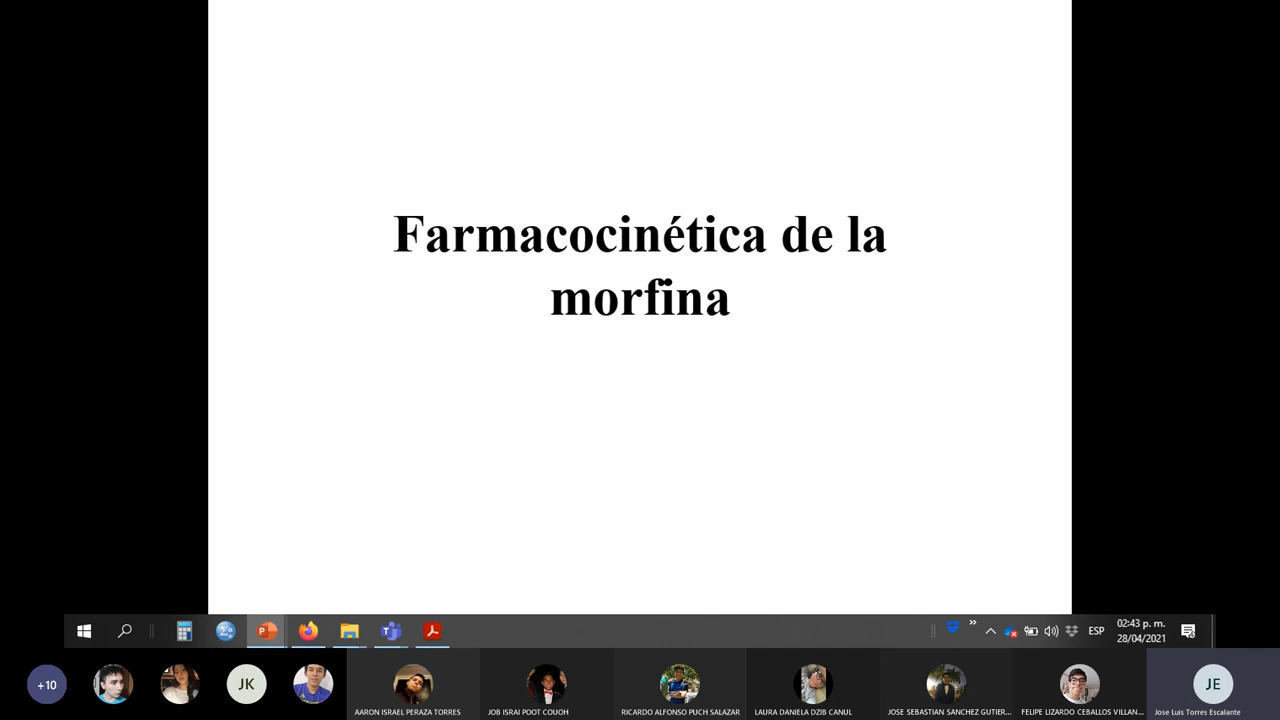 Farmacocinética de la
morfina
ESP
02:43 p. m.
28/04/2021
+10
JK
JE
AARON ISRAEL PERAZA TORRES
JOB ISRAI POOT COUOH
RICARDO ALFONSO PUCH SALAZAR
LAURA DANIELA DZIB CANUL
JOSE SEBASTIAN SANCHEZ GUTIER...
FELIPE LIZARDO CEBALLOS VILLAN...
Jose Luis Torres Escalante